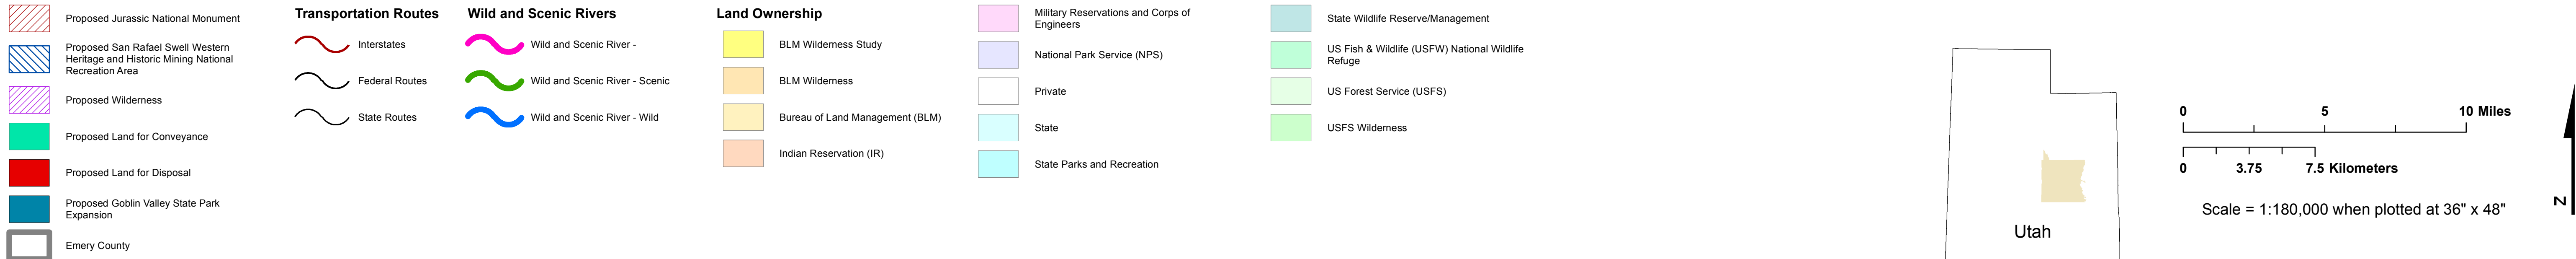 Proposed Jurassic National Monument
Proposed San Rafael Swell Western
Heritage and Historic Mining National
Recreation Area
Proposed Wilderness
Proposed Land for Conveyance
Proposed Land for Disposal
Proposed Goblin Valley State Park
Expansion
Emery County
Transportation Routes
Interstates
Federal Routes
State Routes
Wild and Scenic Rivers
Wild and Scenic River -
Wild and Scenic River - Scenic
Wild and Scenic River - Wild
Land Ownership
BLM Wilderness Study
BLM Wilderness
Bureau of Land Management (BLM)
Indian Reservation (IR)
Military Reservations and Corps of
Engineers
National Park Service (NPS)
Private
State
State Parks and Recreation
State Wildlife Reserve/Management
US Fish & Wildlife (USFW) National Wildlife
Refuge
US Forest Service (USFS)
USFS Wilderness
Utah
0 5 10 Miles
0 3.75 7.5 Kilometers
Scale = 1:180,000 when plotted at 36" x 48"
N